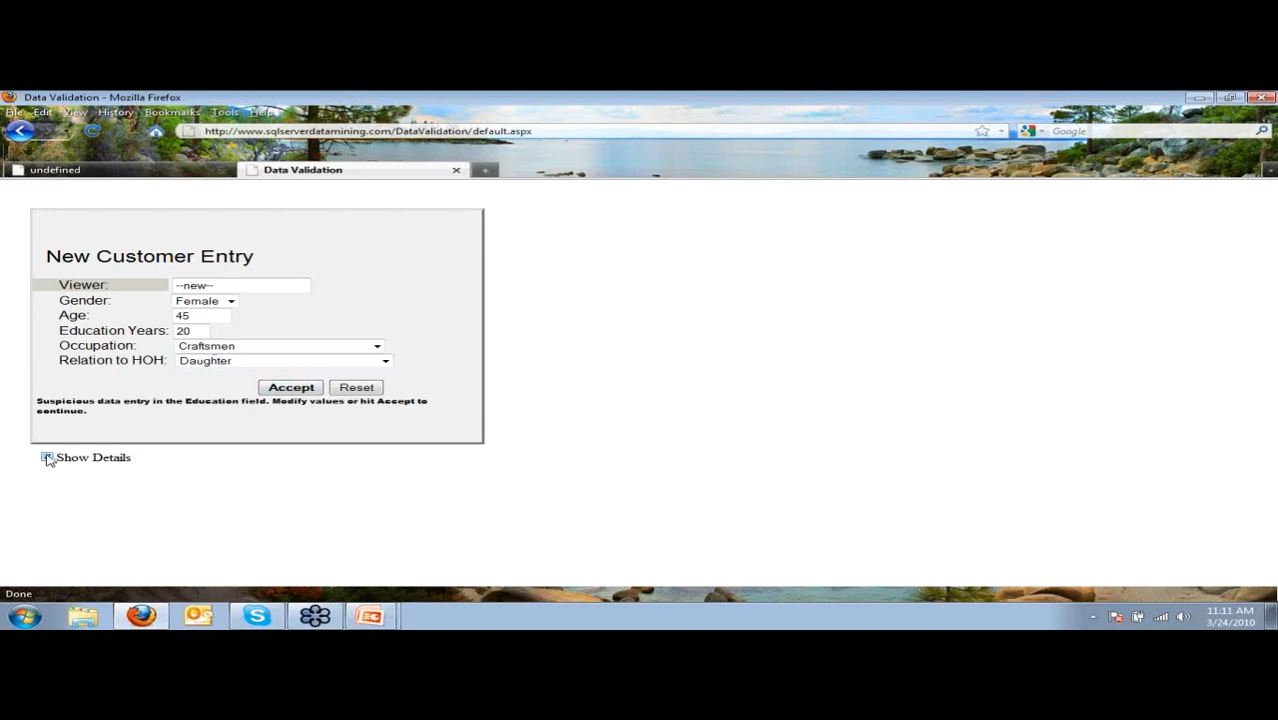 Data Validation - Mozilla Firefox
File Edit View History Bookmarks Tools Help
http://www.sqlserverdatamining.com/DataValidation/default.aspx
Google
undefined
Data Validation
New Customer Entry
Viewer: --new--
Gender: Female
Age: 45
Education Years: 20
Occupation: Craftsmen
Relation to HOH: Daughter
Accept Reset
Suspicious data entry in the Education field. Modify values or hit Accept to
continue.
Show Details
Done
11:11 AM
3/24/2010